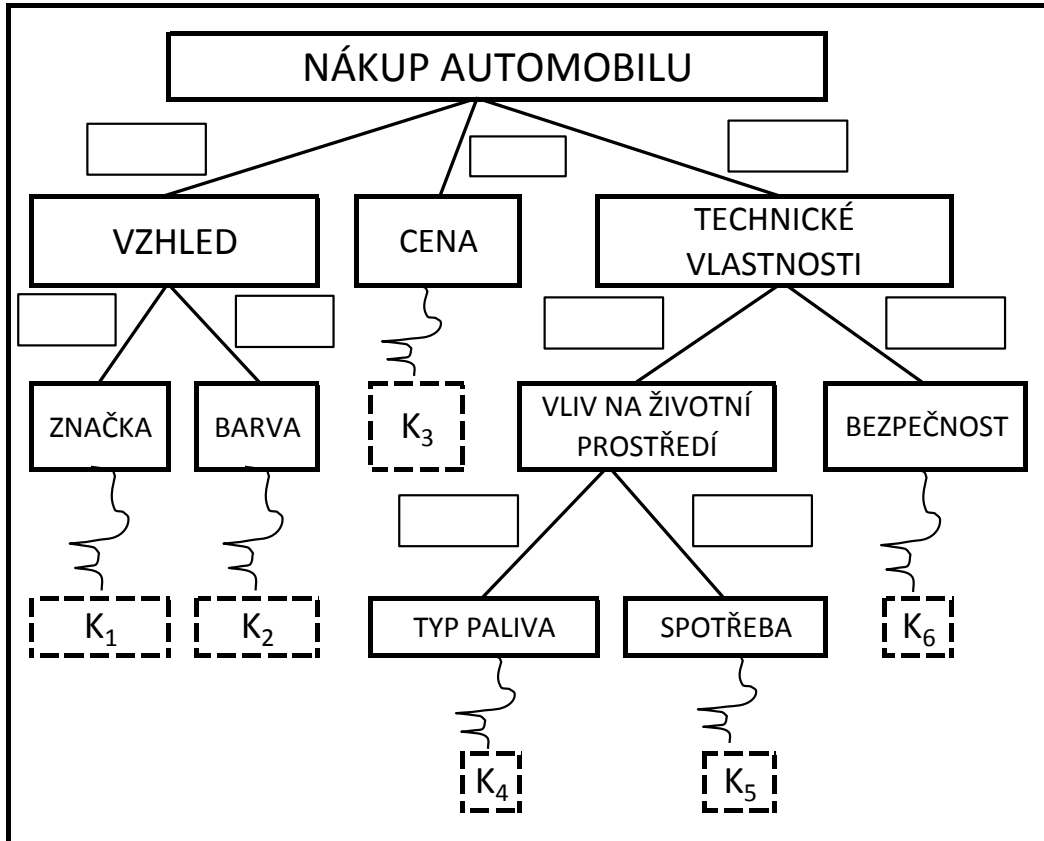 NÁKUP AUTOMOBILU
VZHLED
CENA
TECHNICKÉ
VLASTNOSTI
ZNAČKA
BARVA
K₃
VLIV NA ŽIVOTNÍ
PROSTŘEDÍ
BEZPEČNOST
K₁
K₂
TYP PALIVA
SPOTŘEBA
K₆
K₄
K₅